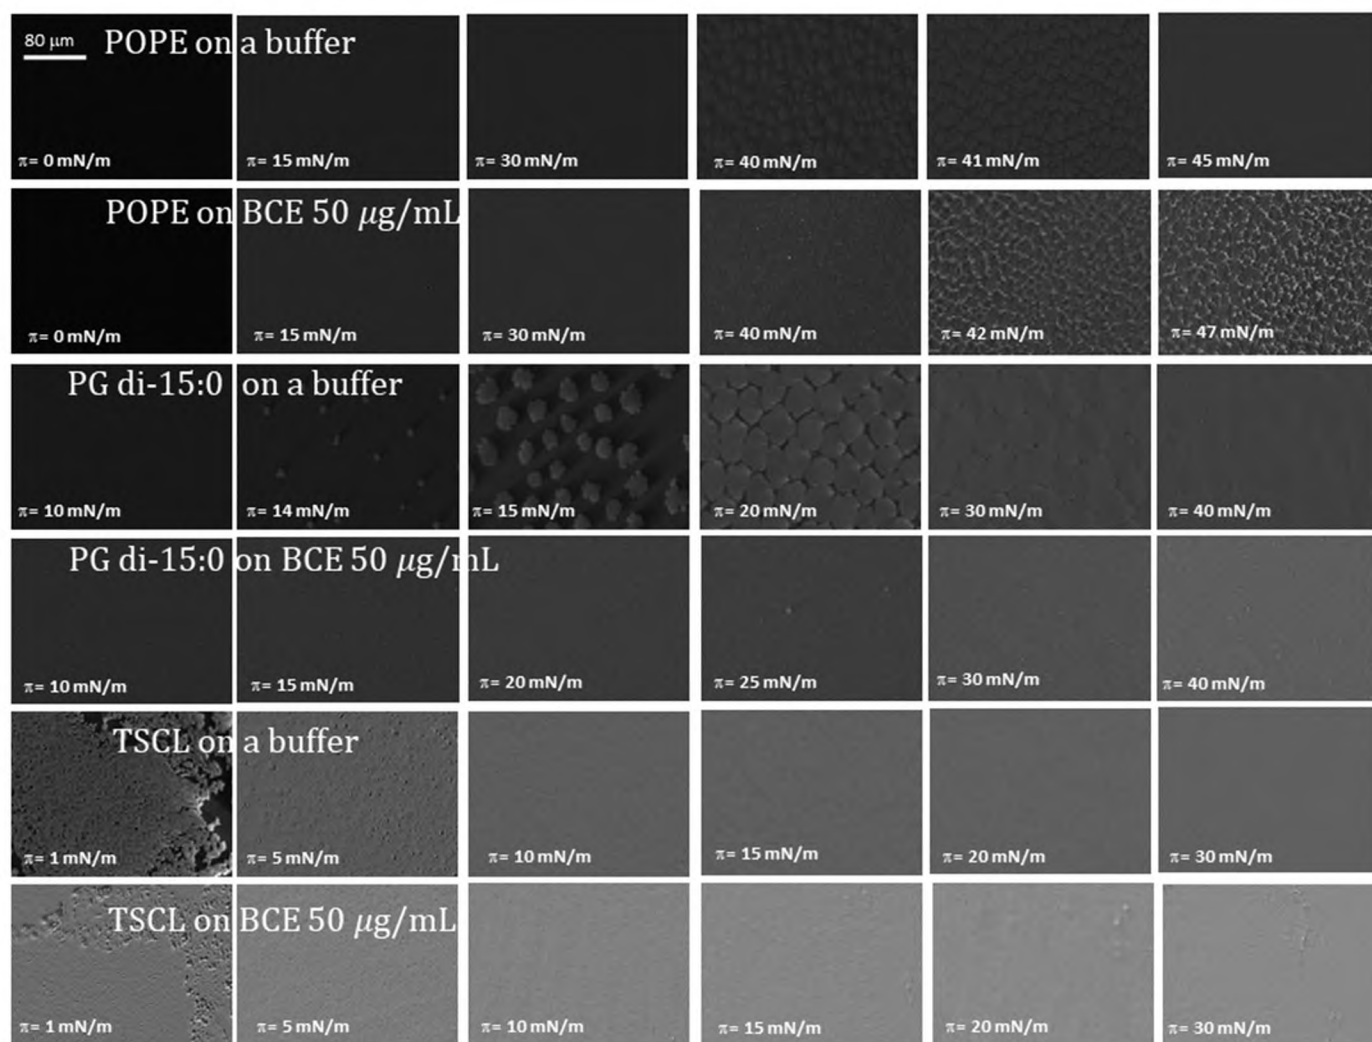 80 μm
POPE on a buffer
π= 0 mN/m
π= 15 mN/m
π= 30 mN/m
π= 40 mN/m
π= 41 mN/m
π= 45 mN/m
POPE on BCE 50 μg/mL
π= 0 mN/m
π= 15 mN/m
π= 30 mN/m
π= 40 mN/m
π= 42 mN/m
π= 47 mN/m
PG di-15:0 on a buffer
π= 10 mN/m
π= 14 mN/m
π= 15 mN/m
π= 20 mN/m
π= 30 mN/m
π= 40 mN/m
PG di-15:0 on BCE 50 μg/mL
π= 10 mN/m
π= 15 mN/m
π= 20 mN/m
π= 25 mN/m
π= 30 mN/m
π= 40 mN/m
TSCL on a buffer
π= 1 mN/m
π= 5 mN/m
π= 10 mN/m
π= 15 mN/m
π= 20 mN/m
π= 30 mN/m
TSCL on BCE 50 μg/mL
π= 1 mN/m
π= 5 mN/m
π= 10 mN/m
π= 15 mN/m
π= 20 mN/m
π= 30 mN/m